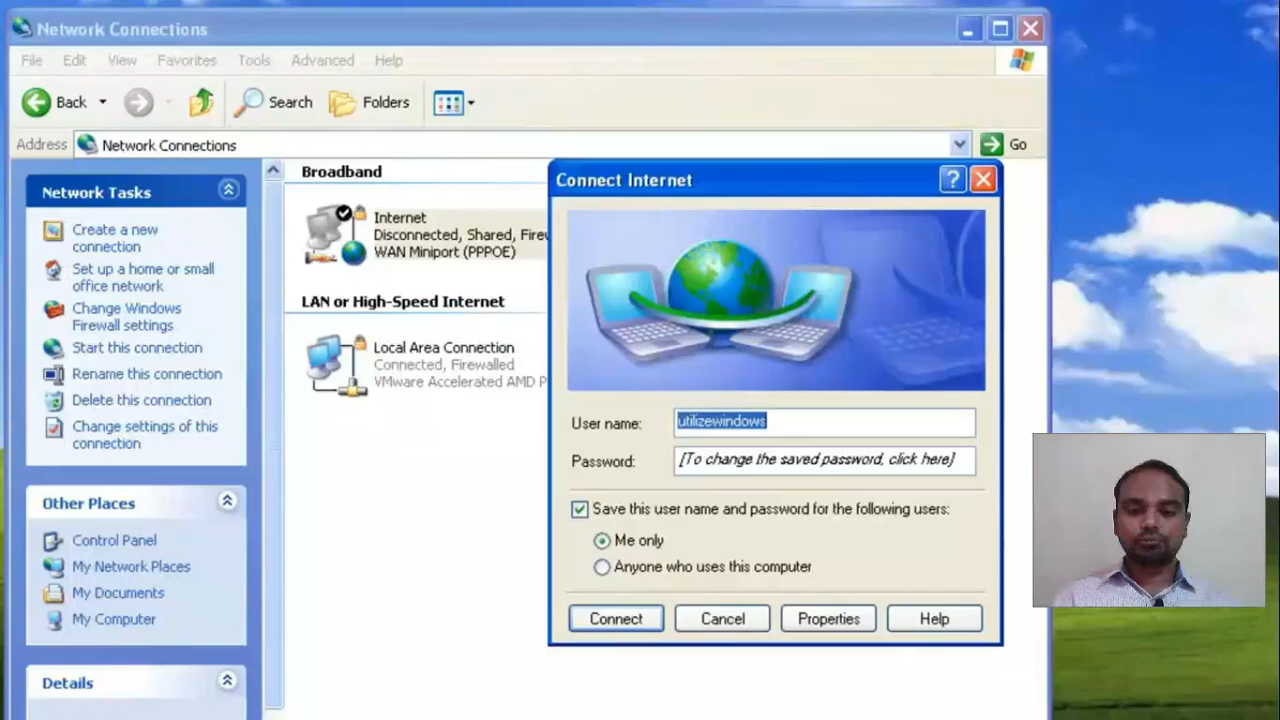 Network Connections
File Edit View Favorites Tools Advanced Help
Back Search Folders
Address Network Connections Go
Network Tasks
Create a new
connection
Set up a home or small
office network
Change Windows
Firewall settings
Start this connection
Rename this connection
Delete this connection
Change settings of this
connection
Other Places
Control Panel
My Network Places
My Documents
My Computer
Details
Broadband
Internet
Disconnected, Shared, Firew
WAN Miniport (PPPOE)
LAN or High-Speed Internet
Local Area Connection
Connected, Firewalled
VMware Accelerated AMD P
Connect Internet
User name: utilizewindows
Password: [To change the saved password, click here]
Save this user name and password for the following users:
Me only
Anyone who uses this computer
Connect Cancel Properties Help